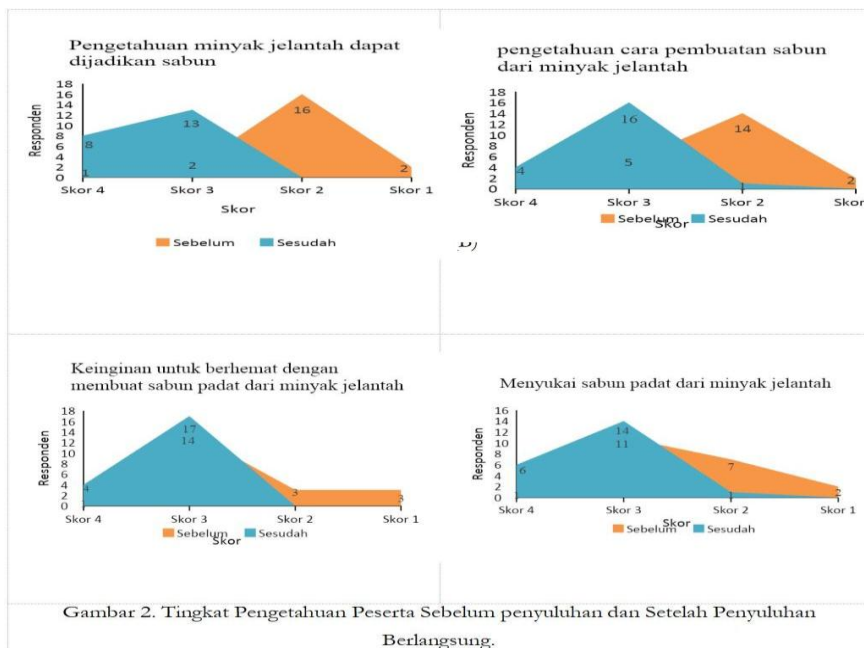 Pengetahuan minyak jelantah dapat
dijadikan sabun
18
16
14
12
10
8
6
4
2
0
Responden
8
1
13
2
16
2
Skor 4
Skor 3
Skor 2
Skor 1
Skor
Sebelum
Sesudah
pengetahuan cara pembuatan sabun
dari minyak jelantah
18
16
14
12
10
8
6
4
2
0
Responden
4
16
5
14
1
2
Skor 4
Skor 3
Skor 2
Skor
Sebelum
Sesudah
Skor
B)
Keinginan untuk berhemat dengan
membuat sabun padat dari minyak jelantah
18
16
14
12
10
8
6
4
2
0
Responden
4
17
14
3
3
Skor 4
Skor 3
Skor 2
Skor 1
Sebelum
Sesudah
Skor
Menyukai sabun padat dari minyak jelantah
16
14
12
10
8
6
4
2
0
Responden
6
14
11
7
1
2
Skor 4
Skor 3
Skor 2
Skor 1
Skor
Sebelum
Sesudah
Gambar 2. Tingkat Pengetahuan Peserta Sebelum penyuluhan dan Setelah Penyuluhan
Berlangsung.